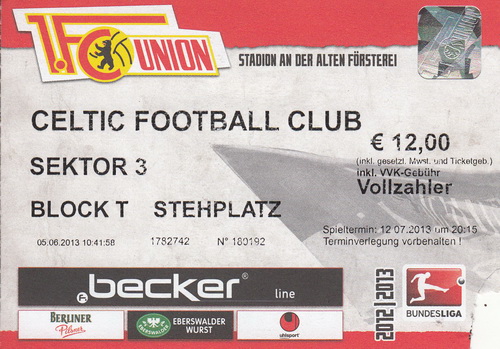 1.FC UNION
STADION AN DER ALTEN FÖRSTEREI
CELTIC FOOTBALL CLUB
€ 12,00
(inkl. gesetzl. Mwst. und Ticketgeb.)
SEKTOR 3
inkl. VVK-Gebühr
Vollzahler
BLOCK T STEHPLATZ
Spieltermin: 12.07.2013 um 20:15
05.06.2013 10:41:58 1782742 N° 180192
Terminverlegung vorbehalten !
.becker® line
BERLINER
Pilsner
EBERSWALDER
WURST
uhlsport
2012|2013
BUNDESLIGA